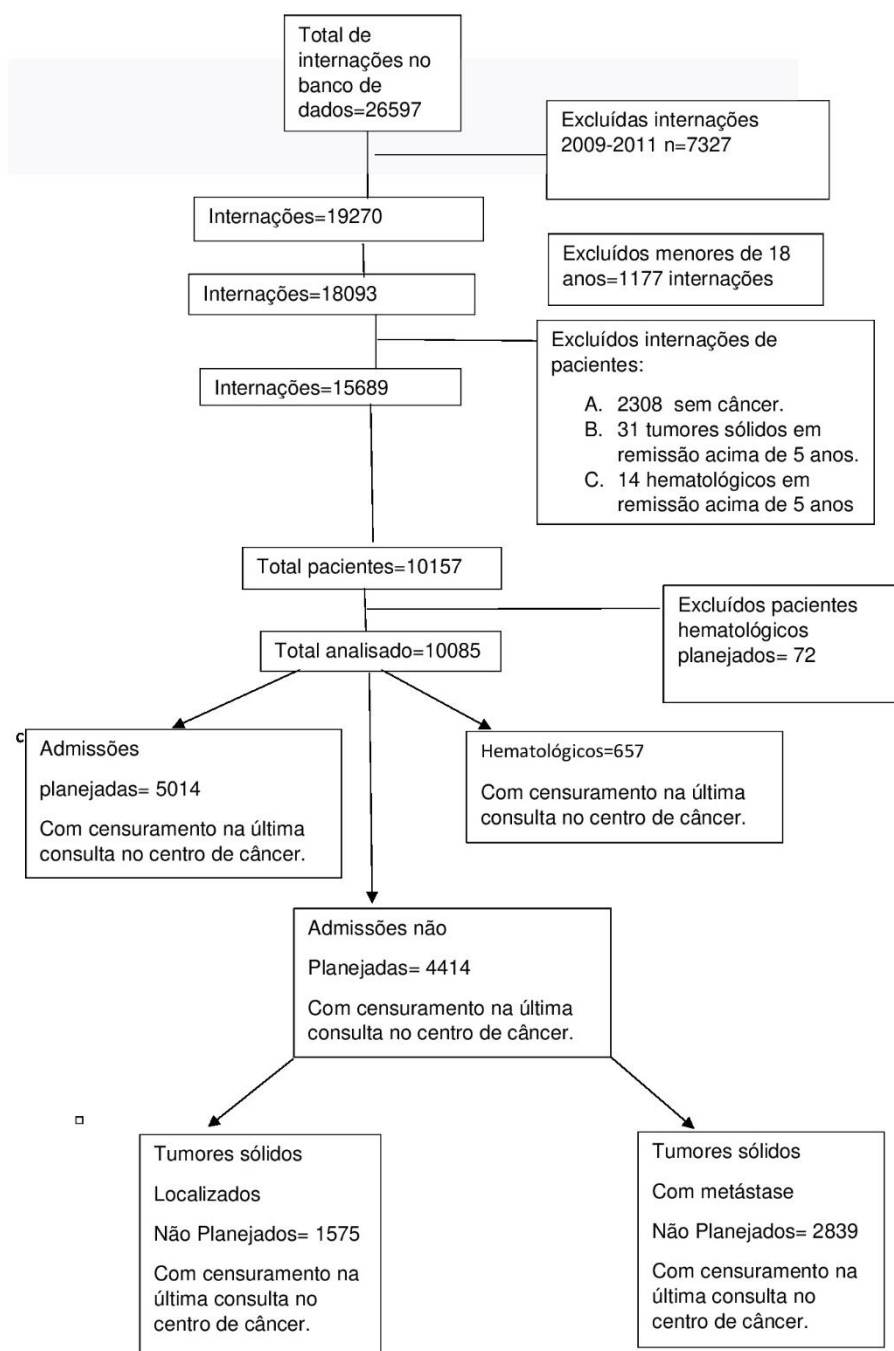 Total de
internações no
banco de
dados=26597
Excluídas internações
2009-2011 n=7327
Internações=19270
Excluídos menores de 18
anos=1177 internações
Internações=18093
Excluídos internações de
pacientes:
A. 2308 sem câncer.
B. 31 tumores sólidos em
remissão acima de 5 anos.
C. 14 hematológicos em
remissão acima de 5 anos
Internações=15689
Total pacientes=10157
Excluídos pacientes
hematológicos
planejados= 72
Total analisado=10085
c
Admissões
planejadas= 5014
Com censuramento na última
consulta no centro de câncer.
Hematológicos=657
Com censuramento na última
consulta no centro de câncer.
Admissões não
Planejadas= 4414
Com censuramento na última
consulta no centro de câncer.
Tumores sólidos
Localizados
Não Planejados= 1575
Com censuramento na
última consulta no
centro de câncer.
Tumores sólidos
Com metástase
Não Planejados= 2839
Com censuramento na
última consulta no
centro de câncer.